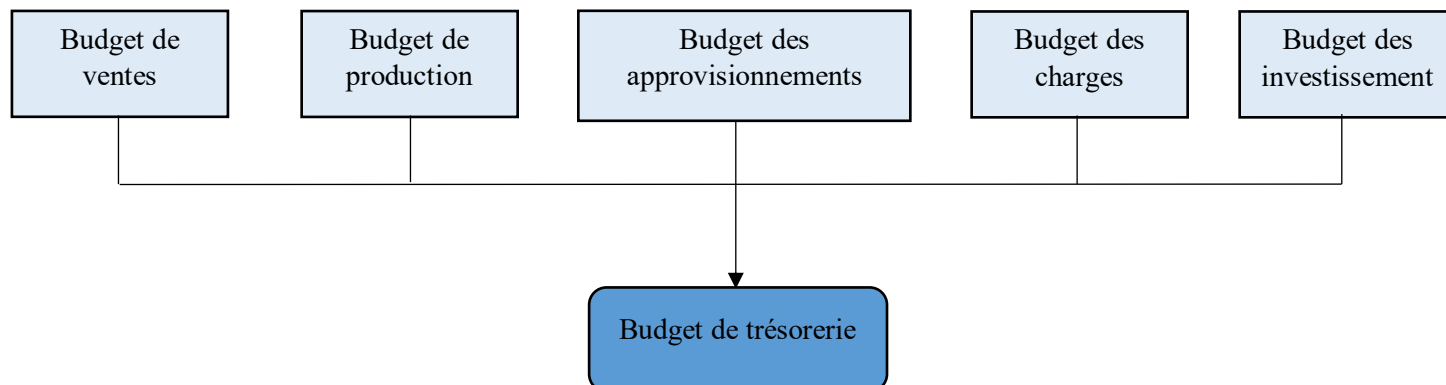 Budget de
ventes
Budget de
production
Budget des
approvisionnements
Budget des
charges
Budget des
investissement
Budget de trésorerie